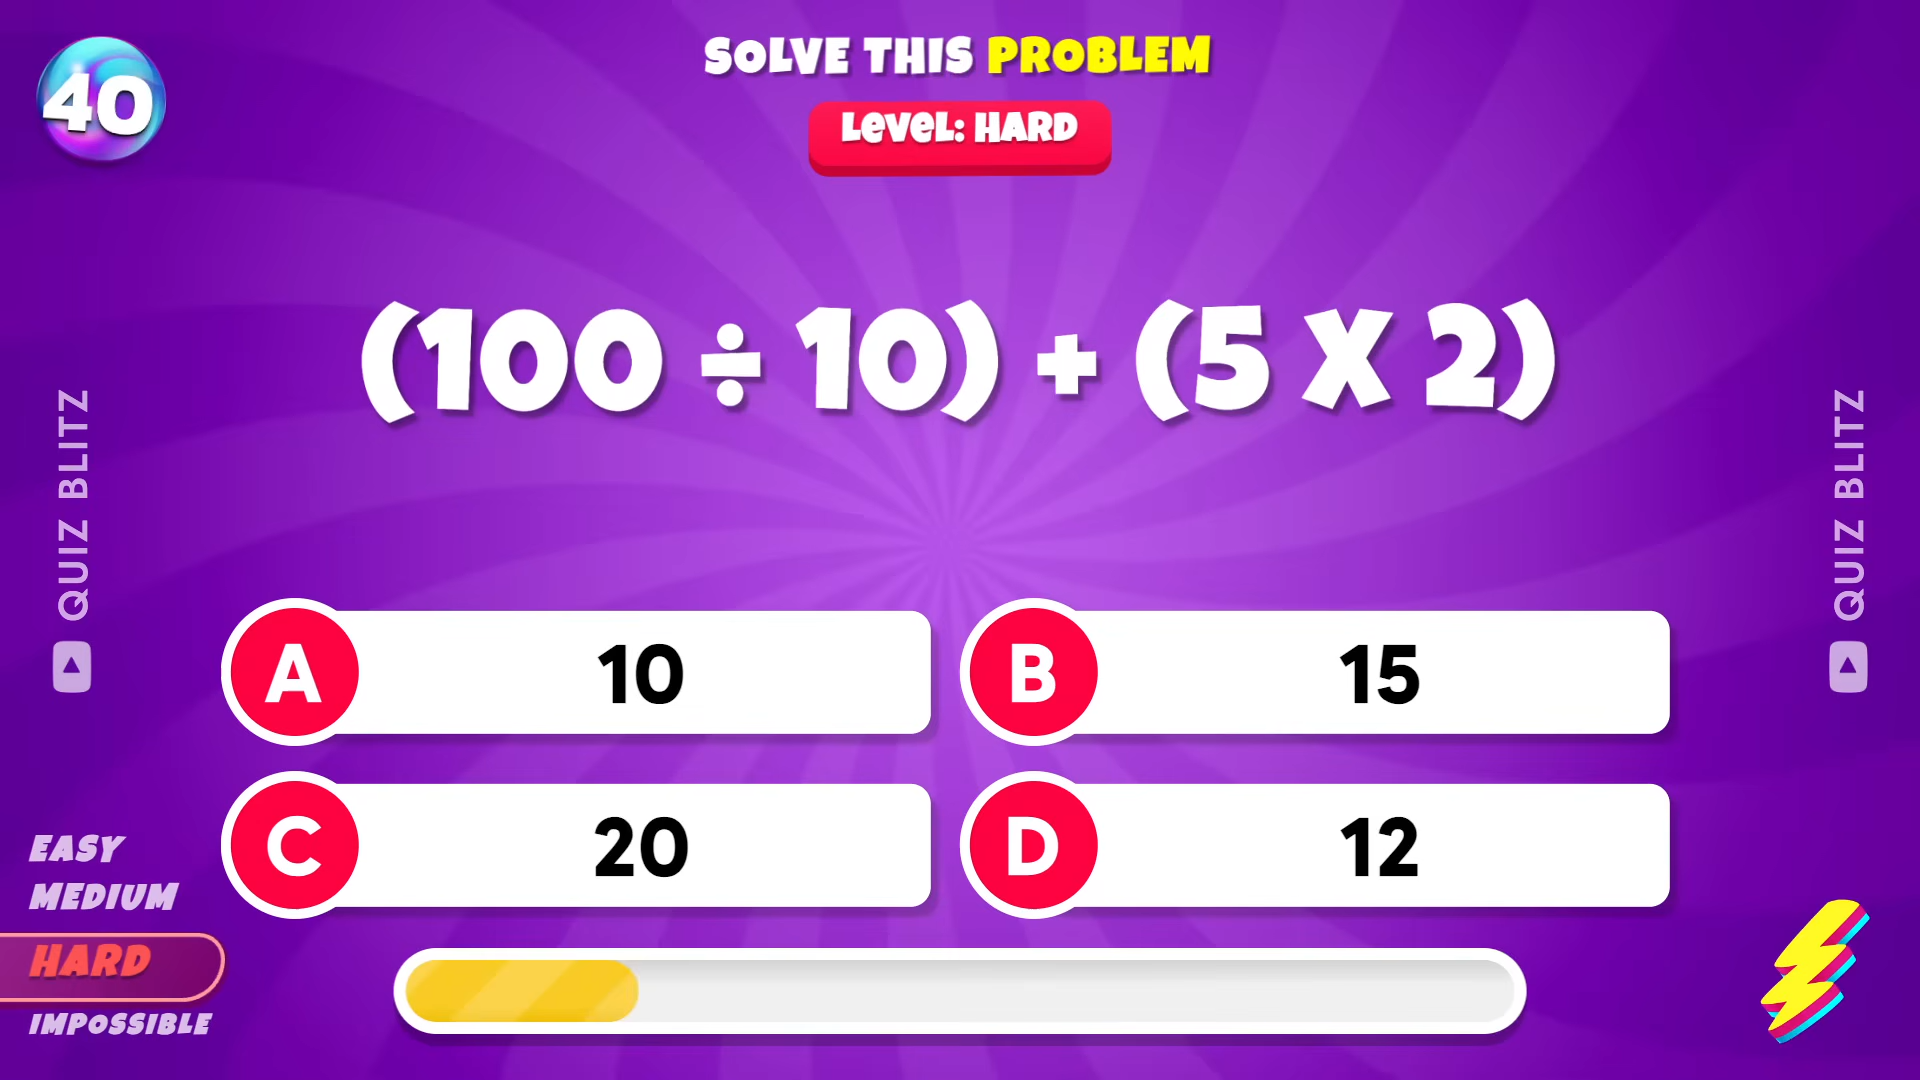 40
SOLVE THIS PROBLEM
LEVEL: HARD
(100 ÷ 10) + (5 X 2)
QUIZ BLITZ
QUIZ BLITZ
A 10
B 15
C 20
D 12
EASY
MEDIUM
HARD
IMPOSSIBLE